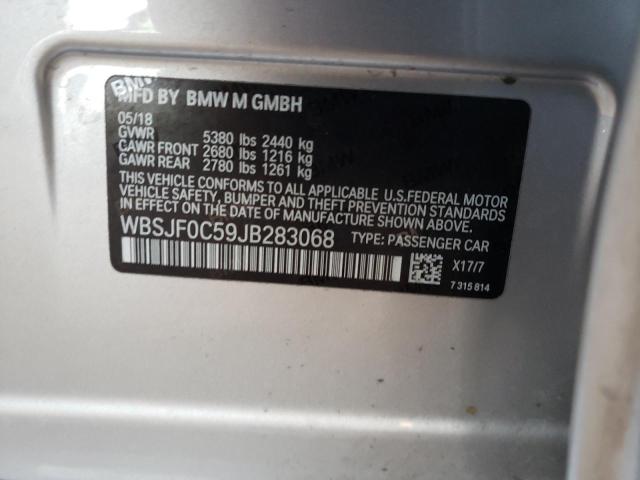 MFD BY BMW M GMBH
05/18
GVWR 5380 lbs 2440 kg
GAWR FRONT 2680 lbs 1216 kg
GAWR REAR 2780 lbs 1261 kg
THIS VEHICLE CONFORMS TO ALL APPLICABLE U.S.FEDERAL MOTOR
VEHICLE SAFETY, BUMPER AND THEFT PREVENTION STANDARDS IN
EFFECT ON THE DATE OF MANUFACTURE SHOWN ABOVE.
WBSJF0C59JB283068 TYPE: PASSENGER CAR
X17/7
7 315 814